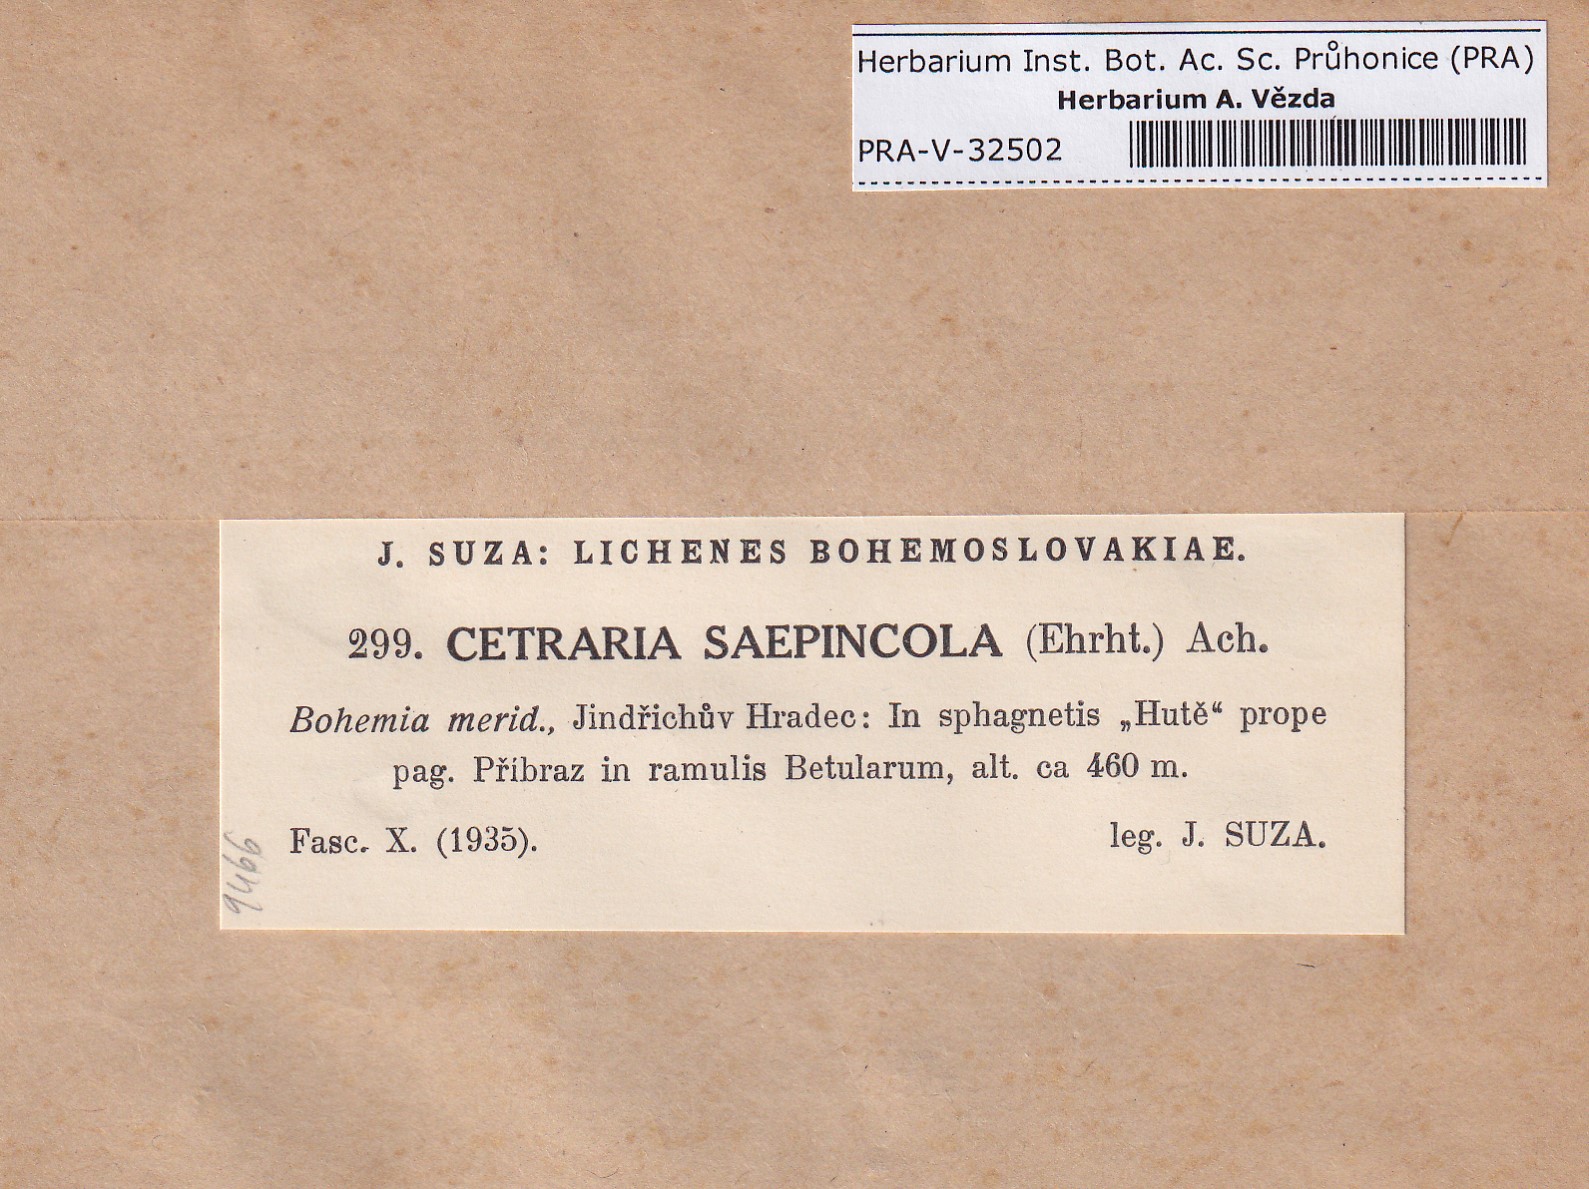 Herbarium Inst. Bot. Ac. Sc. Průhonice (PRA)
Herbarium A. Vězda
PRA-V-32502
J. SUZA: LICHENES BOHEMOSLOVAKIAE.
299. CETRARIA SAEPINCOLA (Ehrht.) Ach.
Bohemia merid., Jindřichův Hradec: In sphagnetis „Hutě“ prope
pag. Příbraz in ramulis Betularum, alt. ca 460 m.
Fasc. X. (1935).
leg. J. SUZA.
9466